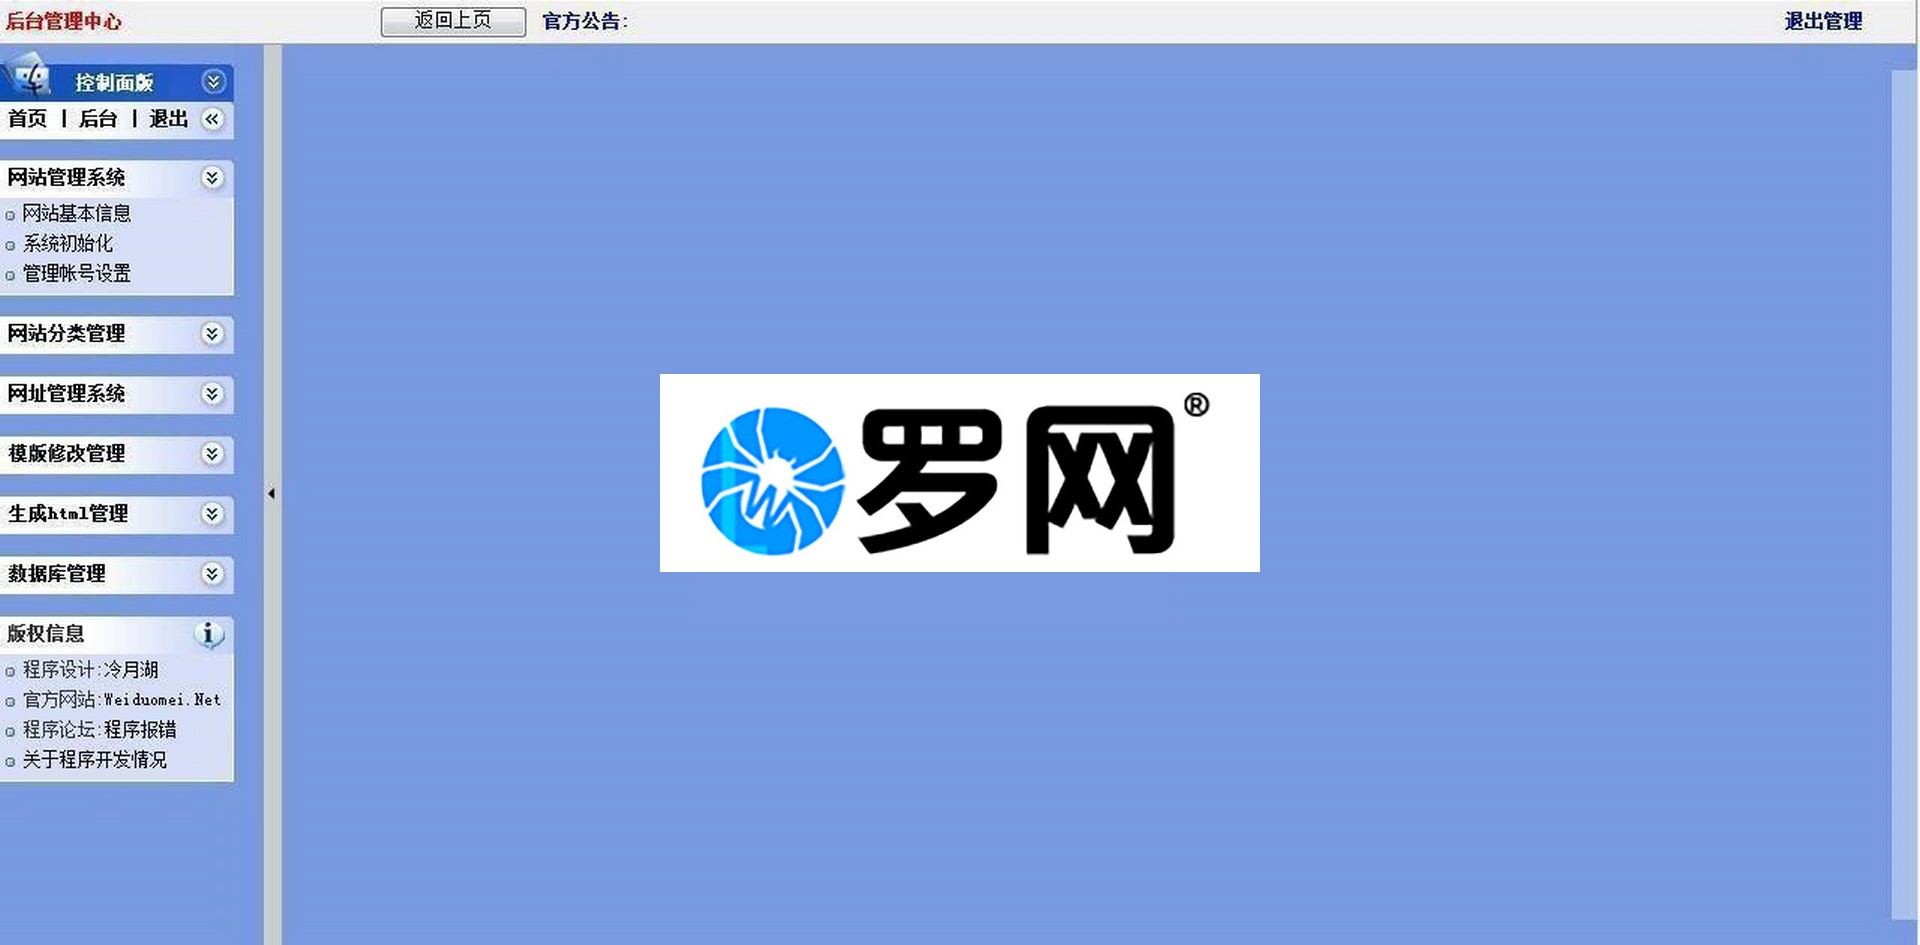 后台管理中心
返回上页
官方公告:
退出管理
控制面版
首页 | 后台 | 退出
网站管理系统
网站基本信息
系统初始化
管理帐号设置
网站分类管理
网址管理系统
模版修改管理
生成html管理
数据库管理
版权信息
程序设计:冷月湖
官方网站:Weiduomei.Net
程序论坛:程序报错
关于程序开发情况
罗网®